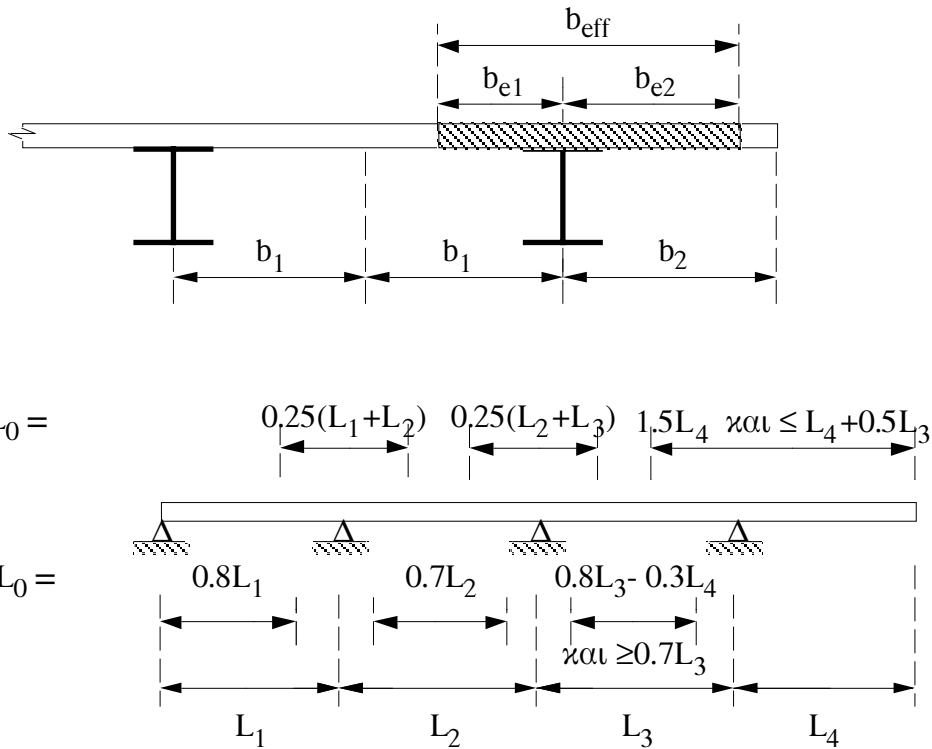 b_eff
b_e1 b_e2
b_1 b_1 b_2
L_0 = 0.25(L_1+L_2) 0.25(L_2+L_3) 1.5L_4 και ≤ L_4+0.5L_3
L_0 = 0.8L_1 0.7L_2 0.8L_3- 0.3L_4
και ≥0.7L_3
L_1 L_2 L_3 L_4